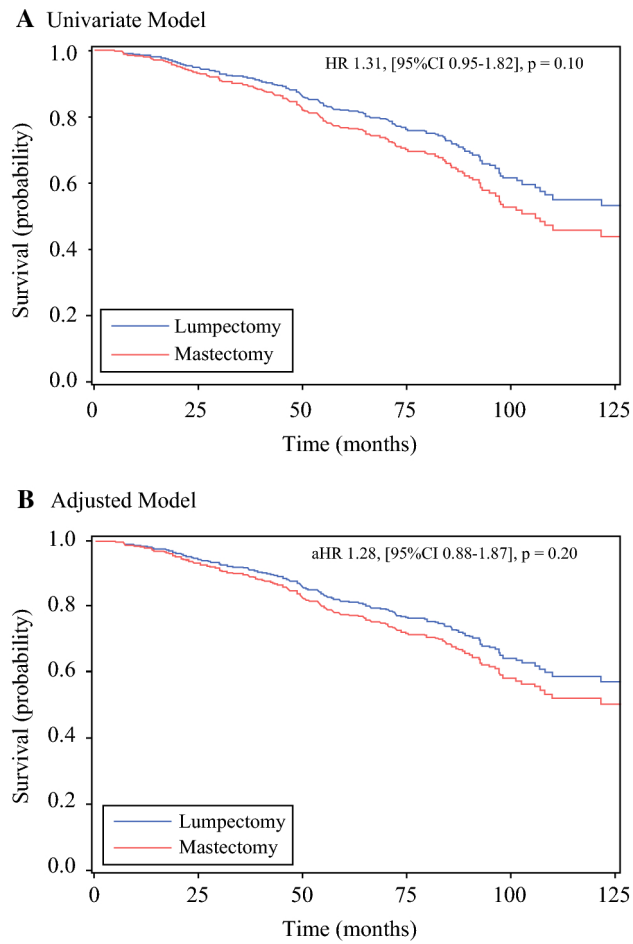 A Univariate Model
1.0
HR 1.31, [95%CI 0.95-1.82], p = 0.10
0.8
0.6
0.4
0.2
0.0
Survival (probability)
Lumpectomy
Mastectomy
0 25 50 75 100 125
Time (months)
B Adjusted Model
1.0
aHR 1.28, [95%CI 0.88-1.87], p = 0.20
0.8
0.6
0.4
0.2
0.0
Survival (probability)
Lumpectomy
Mastectomy
0 25 50 75 100 125
Time (months)